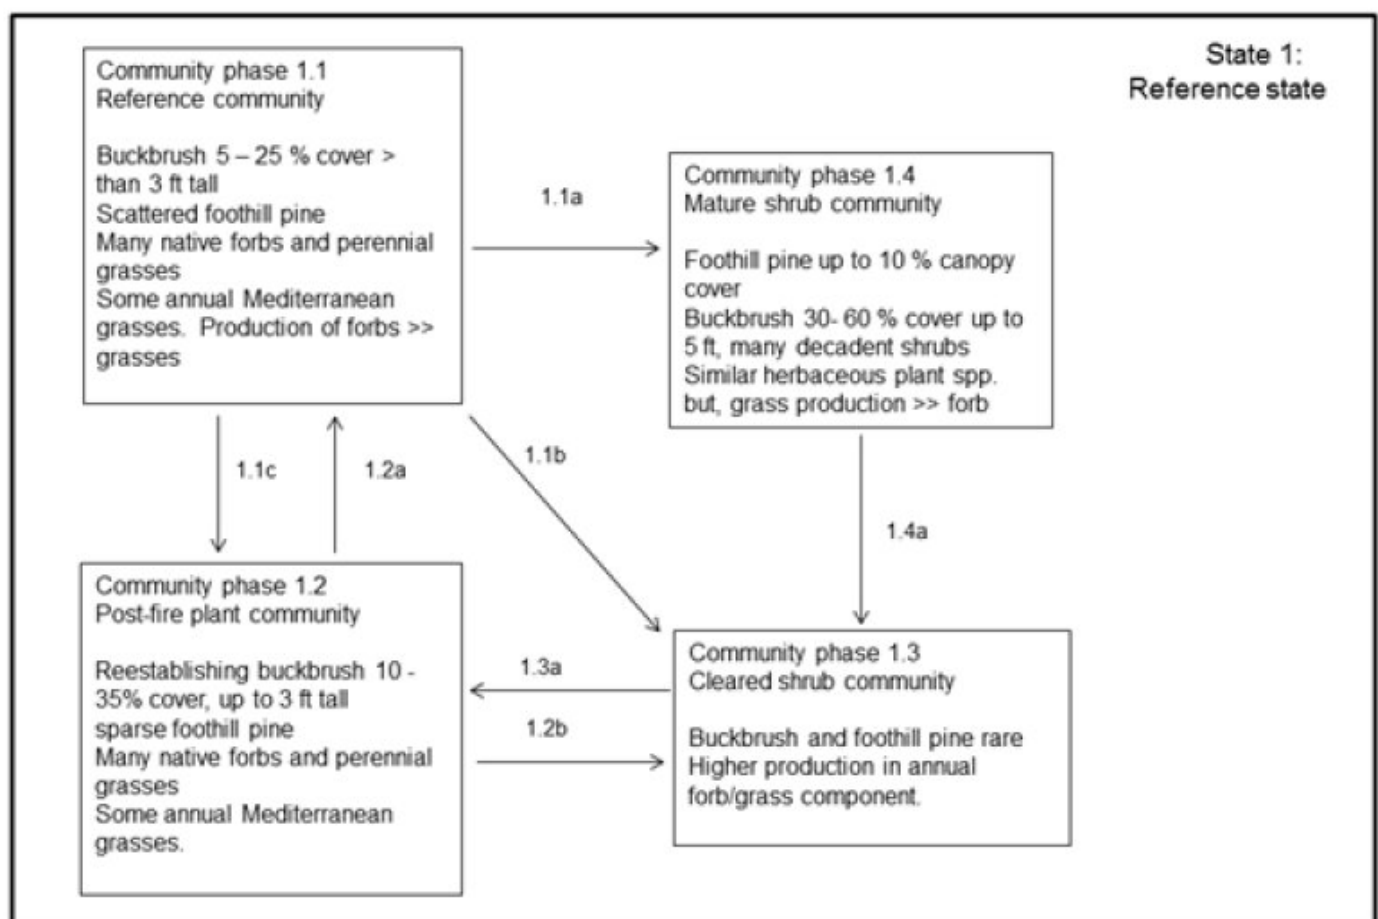 State 1:
Reference state
Community phase 1.1
Reference community
Buckbrush 5 – 25 % cover >
than 3 ft tall
Scattered foothill pine
Many native forbs and perennial
grasses
Some annual Mediterranean
grasses. Production of forbs >>
grasses
1.1a
Community phase 1.4
Mature shrub community
Foothill pine up to 10 % canopy
cover
Buckbrush 30- 60 % cover up to
5 ft, many decadent shrubs
Similar herbaceous plant spp.
but, grass production >> forb
1.1c
1.2a
1.1b
1.4a
Community phase 1.2
Post-fire plant community
Reestablishing buckbrush 10 -
35% cover, up to 3 ft tall
sparse foothill pine
Many native forbs and perennial
grasses
Some annual Mediterranean
grasses.
1.3a
1.2b
Community phase 1.3
Cleared shrub community
Buckbrush and foothill pine rare
Higher production in annual
forb/grass component.